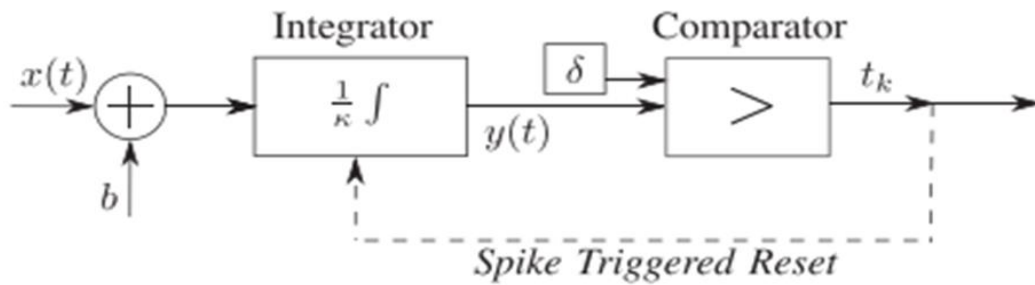 Integrator
Comparator
x(t)
+
1/κ ∫
δ
y(t)
>
t_k
b
Spike Triggered Reset